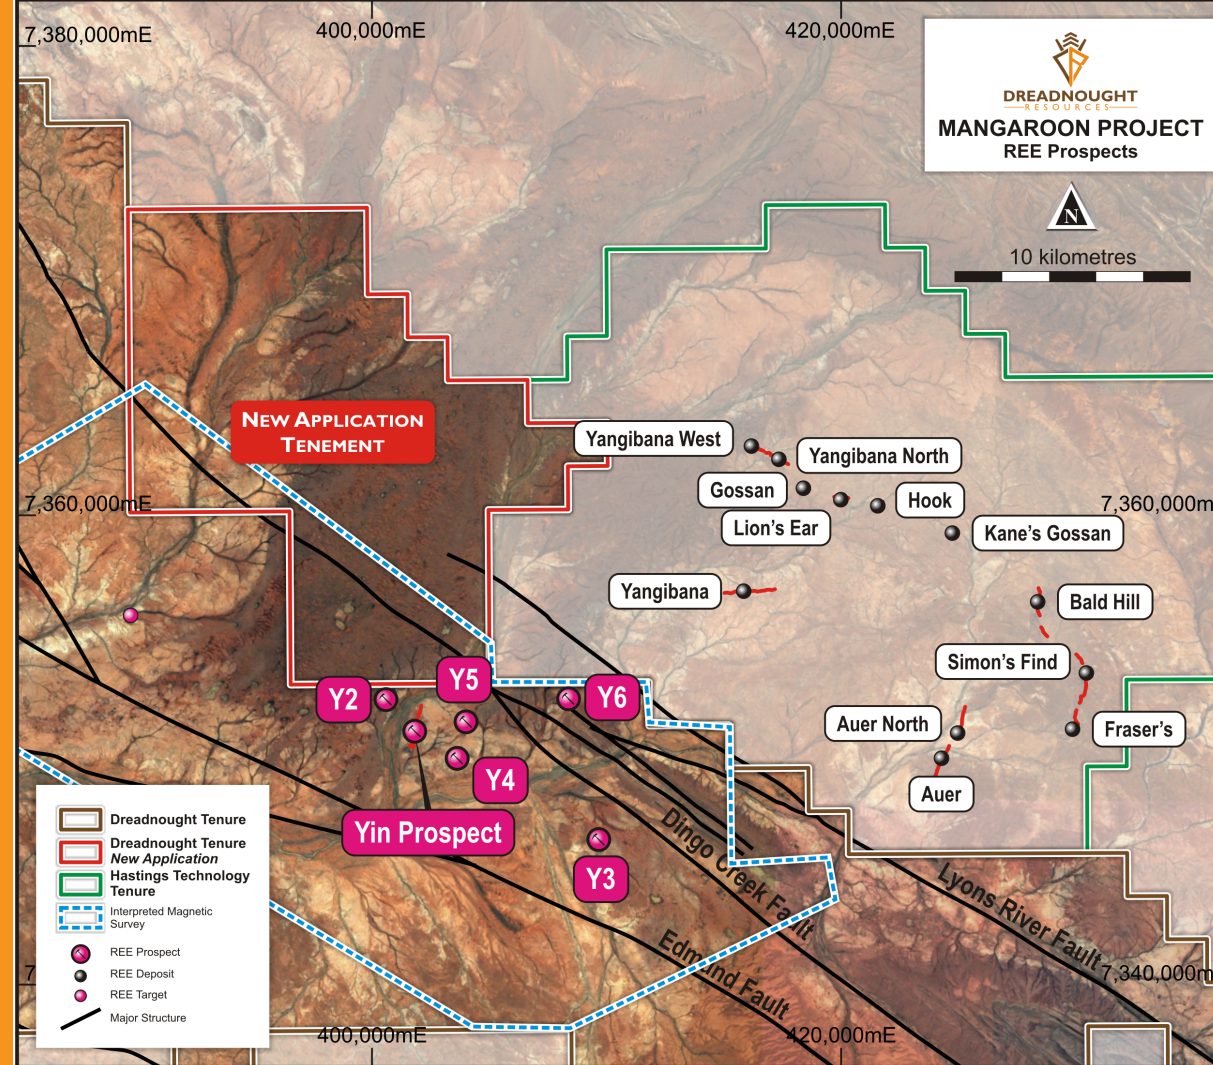 7,380,000mE
400,000mE
420,000mE
DREADNOUGHT
RESOURCES
MANGAROON PROJECT
REE Prospects
N
10 kilometres
NEW APPLICATION
TENEMENT
Yangibana West
Yangibana North
Gossan
Hook
Lion's Ear
7,360,000mE
7,360,000m
Kane's Gossan
Yangibana
Bald Hill
Simon's Find
Y5
Y2
Y6
Auer North
Fraser's
Y4
Auer
Yin Prospect
Y3
Dingo Creek Fault
Lyons River Fault
Edmund Fault
Dreadnought Tenure
Dreadnought Tenure
New Application
Hastings Technology
Tenure
Interpreted Magnetic
Survey
REE Prospect
REE Deposit
REE Target
Major Structure
7
7,340,000m
400,000mE
420,000mE